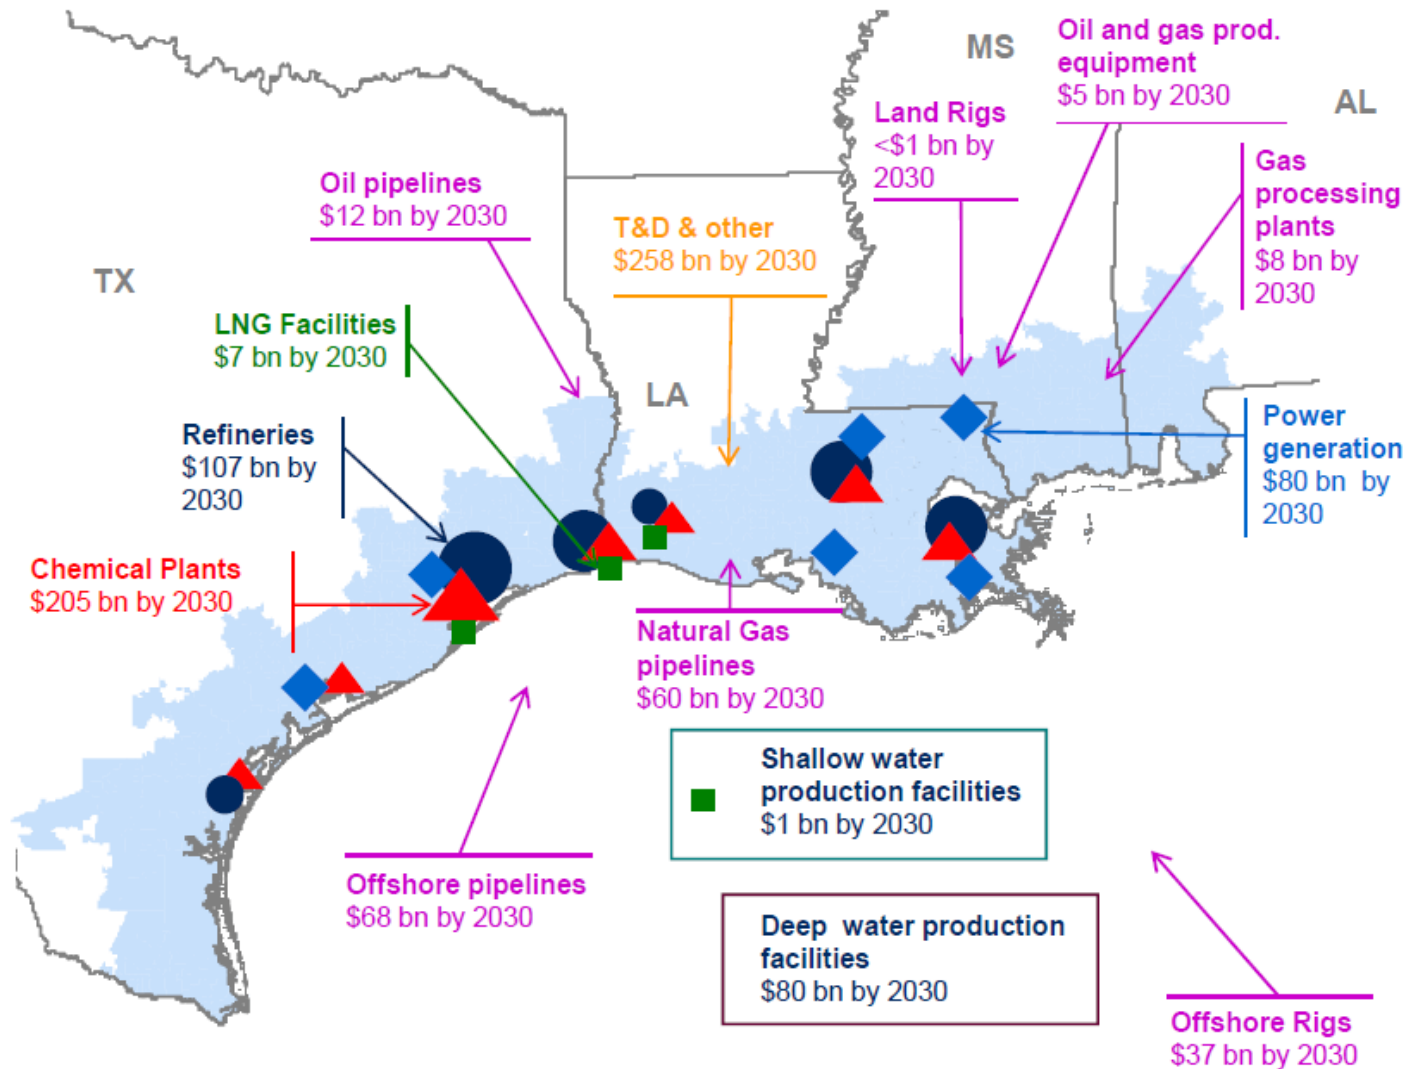 MS
Oil and gas prod.
equipment
$5 bn by 2030
AL
Land Rigs
<$1 bn by
2030
Gas
processing
plants
$8 bn by
2030
Oil pipelines
$12 bn by 2030
T&D & other
$258 bn by 2030
TX
LNG Facilities
$7 bn by 2030
LA
Refineries
$107 bn by
2030
Power
generation
$80 bn by
2030
Chemical Plants
$205 bn by 2030
Natural Gas
pipelines
$60 bn by 2030
Shallow water
production facilities
$1 bn by 2030
Offshore pipelines
$68 bn by 2030
Deep water production
facilities
$80 bn by 2030
Offshore Rigs
$37 bn by 2030